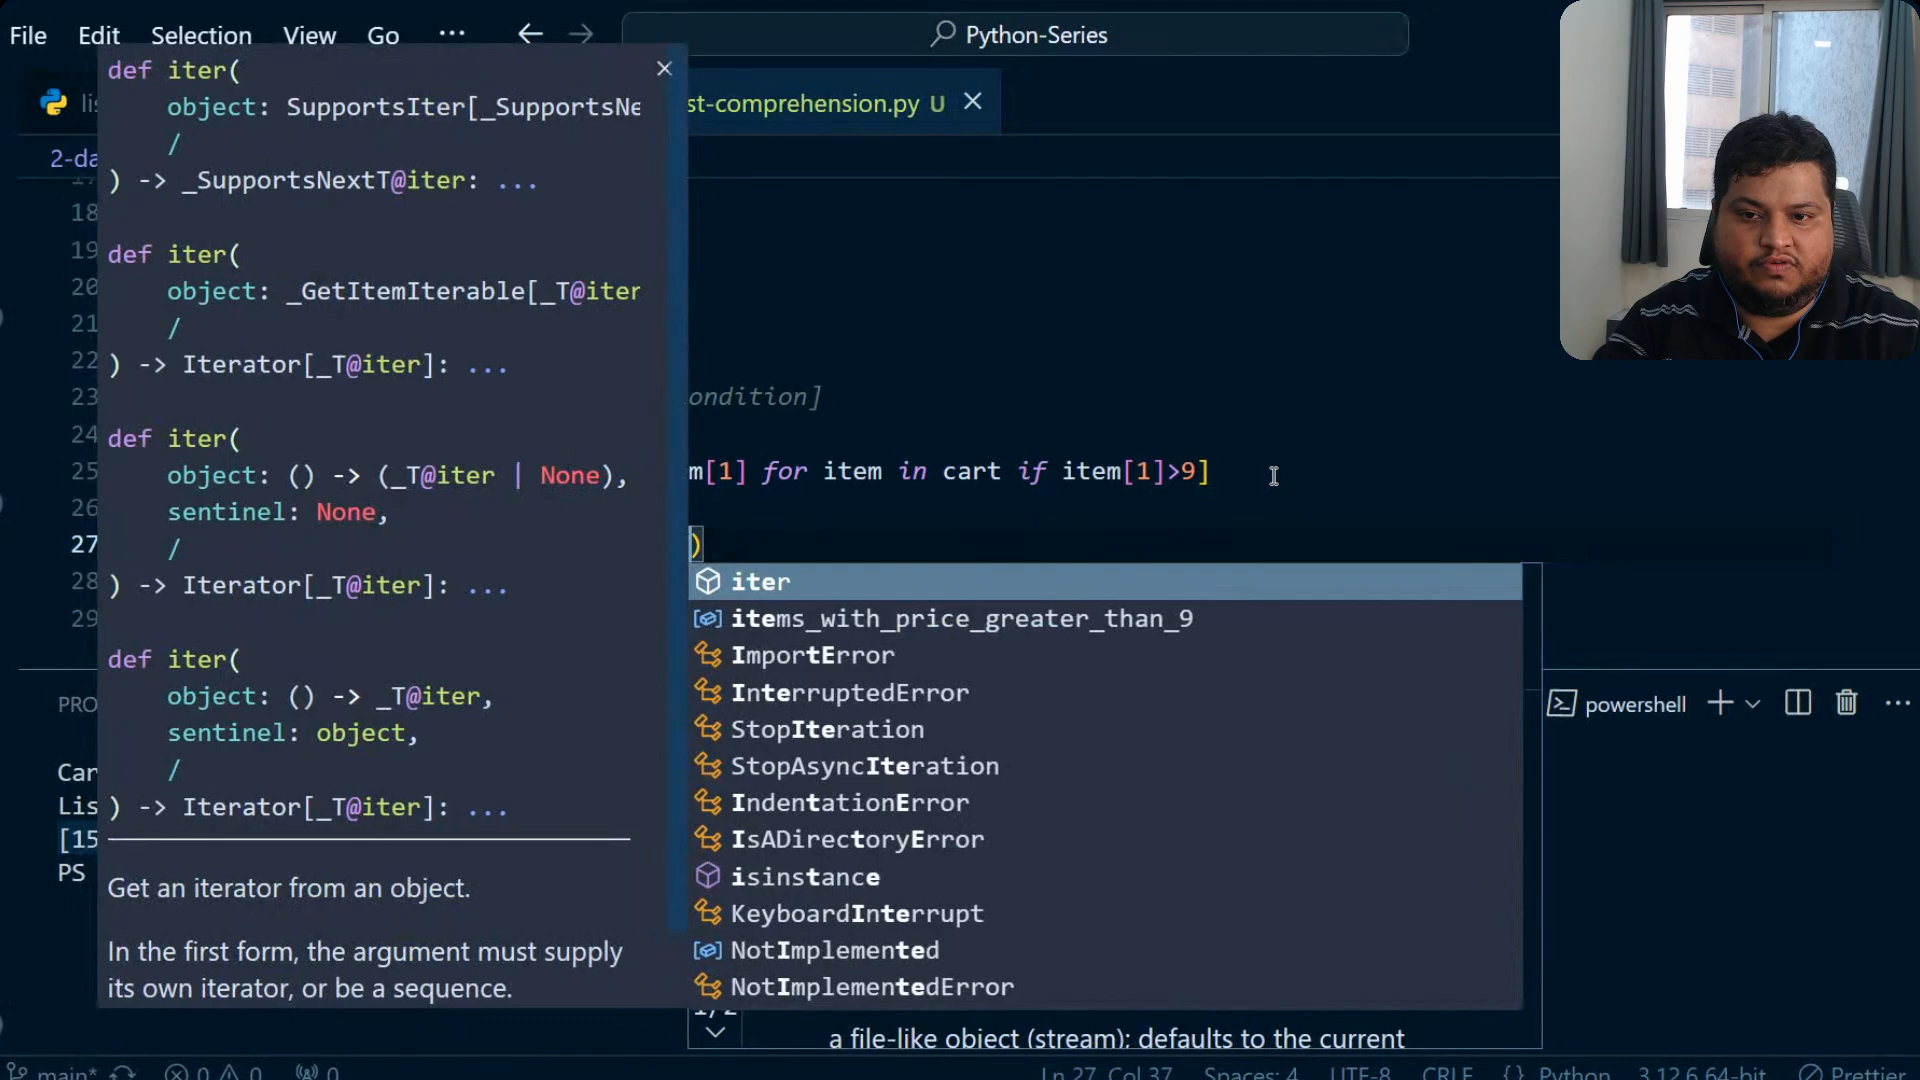 File Edit Selection View Go ... Python-Series
def iter(
object: SupportsIter[_SupportsNe
/
) -> _SupportsNextT@iter: ...
def iter(
object: _GetItemIterable[_T@iter
/
) -> Iterator[_T@iter]: ...
def iter(
object: () -> (_T@iter | None),
sentinel: None,
/
) -> Iterator[_T@iter]: ...
def iter(
object: () -> _T@iter,
sentinel: object,
/
) -> Iterator[_T@iter]: ...
Get an iterator from an object.
In the first form, the argument must supply
its own iterator, or be a sequence.
lis
st-comprehension.py U
2-da
18
19
20
21
22
23 ondition]
24
25 m[1] for item in cart if item[1]>9]
26
27 )
28
29
iter
items_with_price_greater_than_9
ImportError
InterruptedError
StopIteration
StopAsyncIteration
IndentationError
IsADirectoryError
isinstance
KeyboardInterrupt
NotImplemented
NotImplementedError
1/2
a file-like object (stream); defaults to the current
PRO
powershell
Car
Lis
[15
PS
main* 0 0 0 Ln 27, Col 37 Spaces: 4 UTF-8 CRLF {} Python 3.12.6 64-bit Prettier